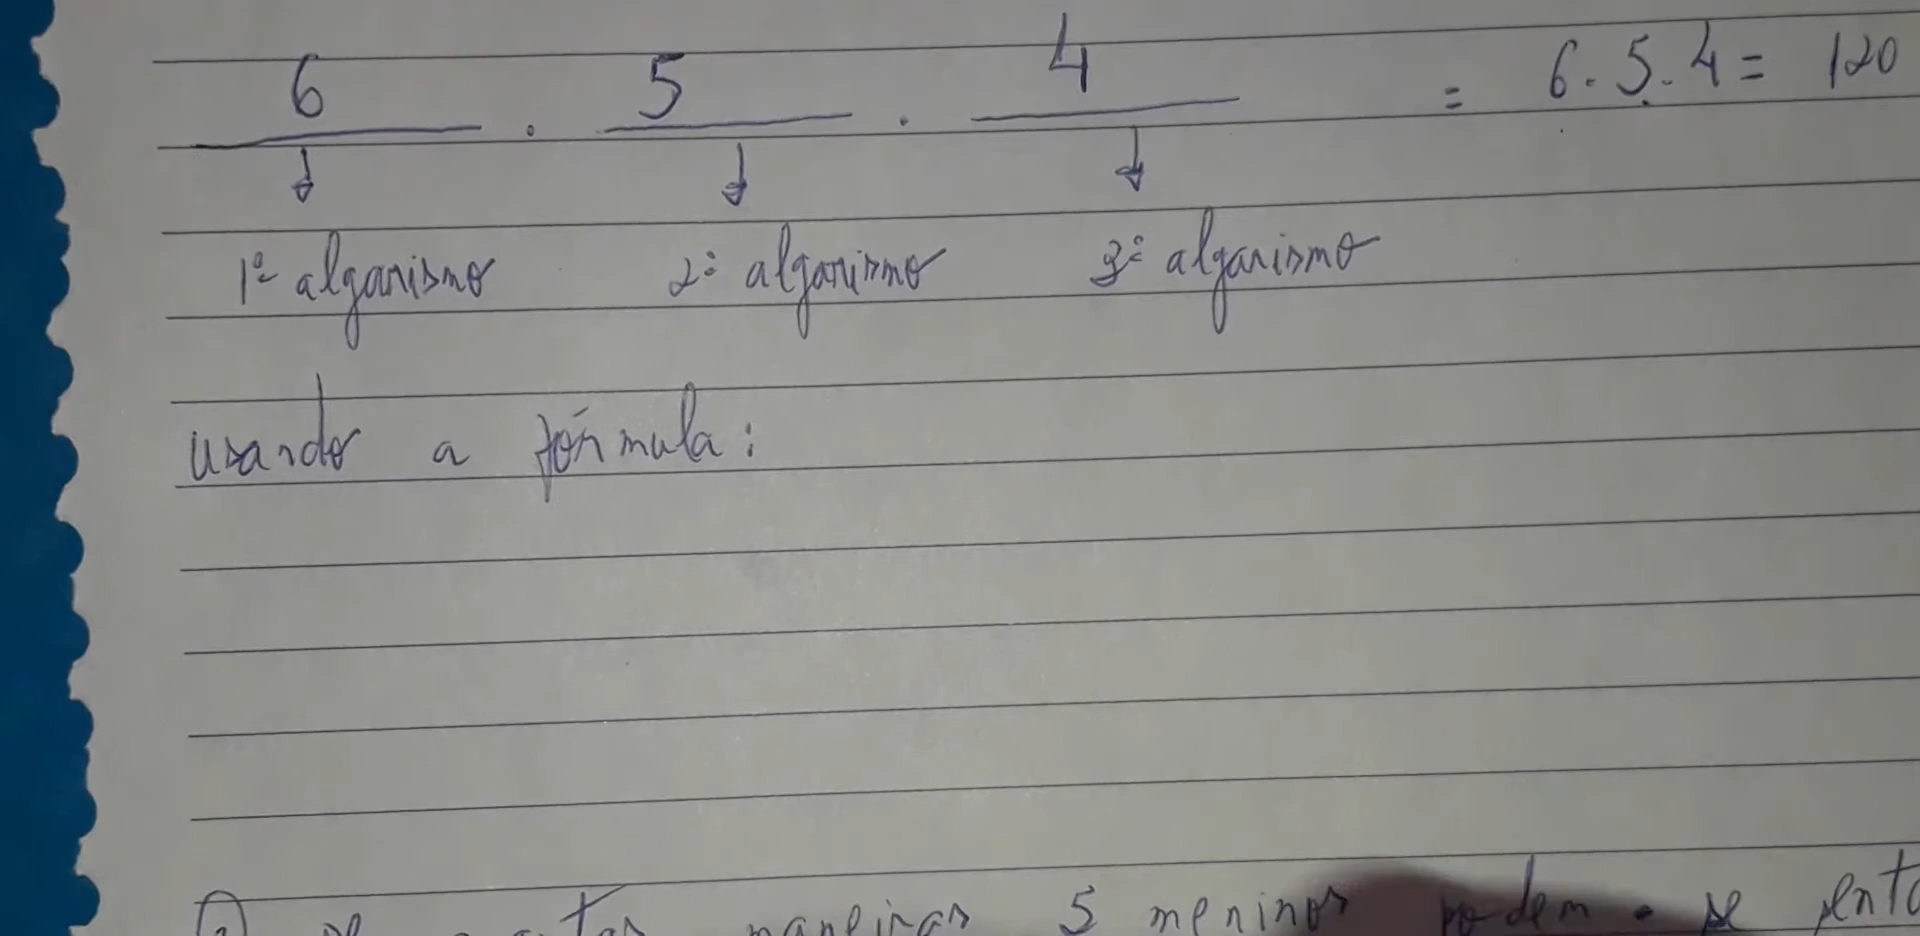 6 . 5 . 4 = 6 . 5 . 4 = 120
1º algarismo 2º algarismo 3º algarismo
usando a fórmula:
maneiras 5 meninos podem se